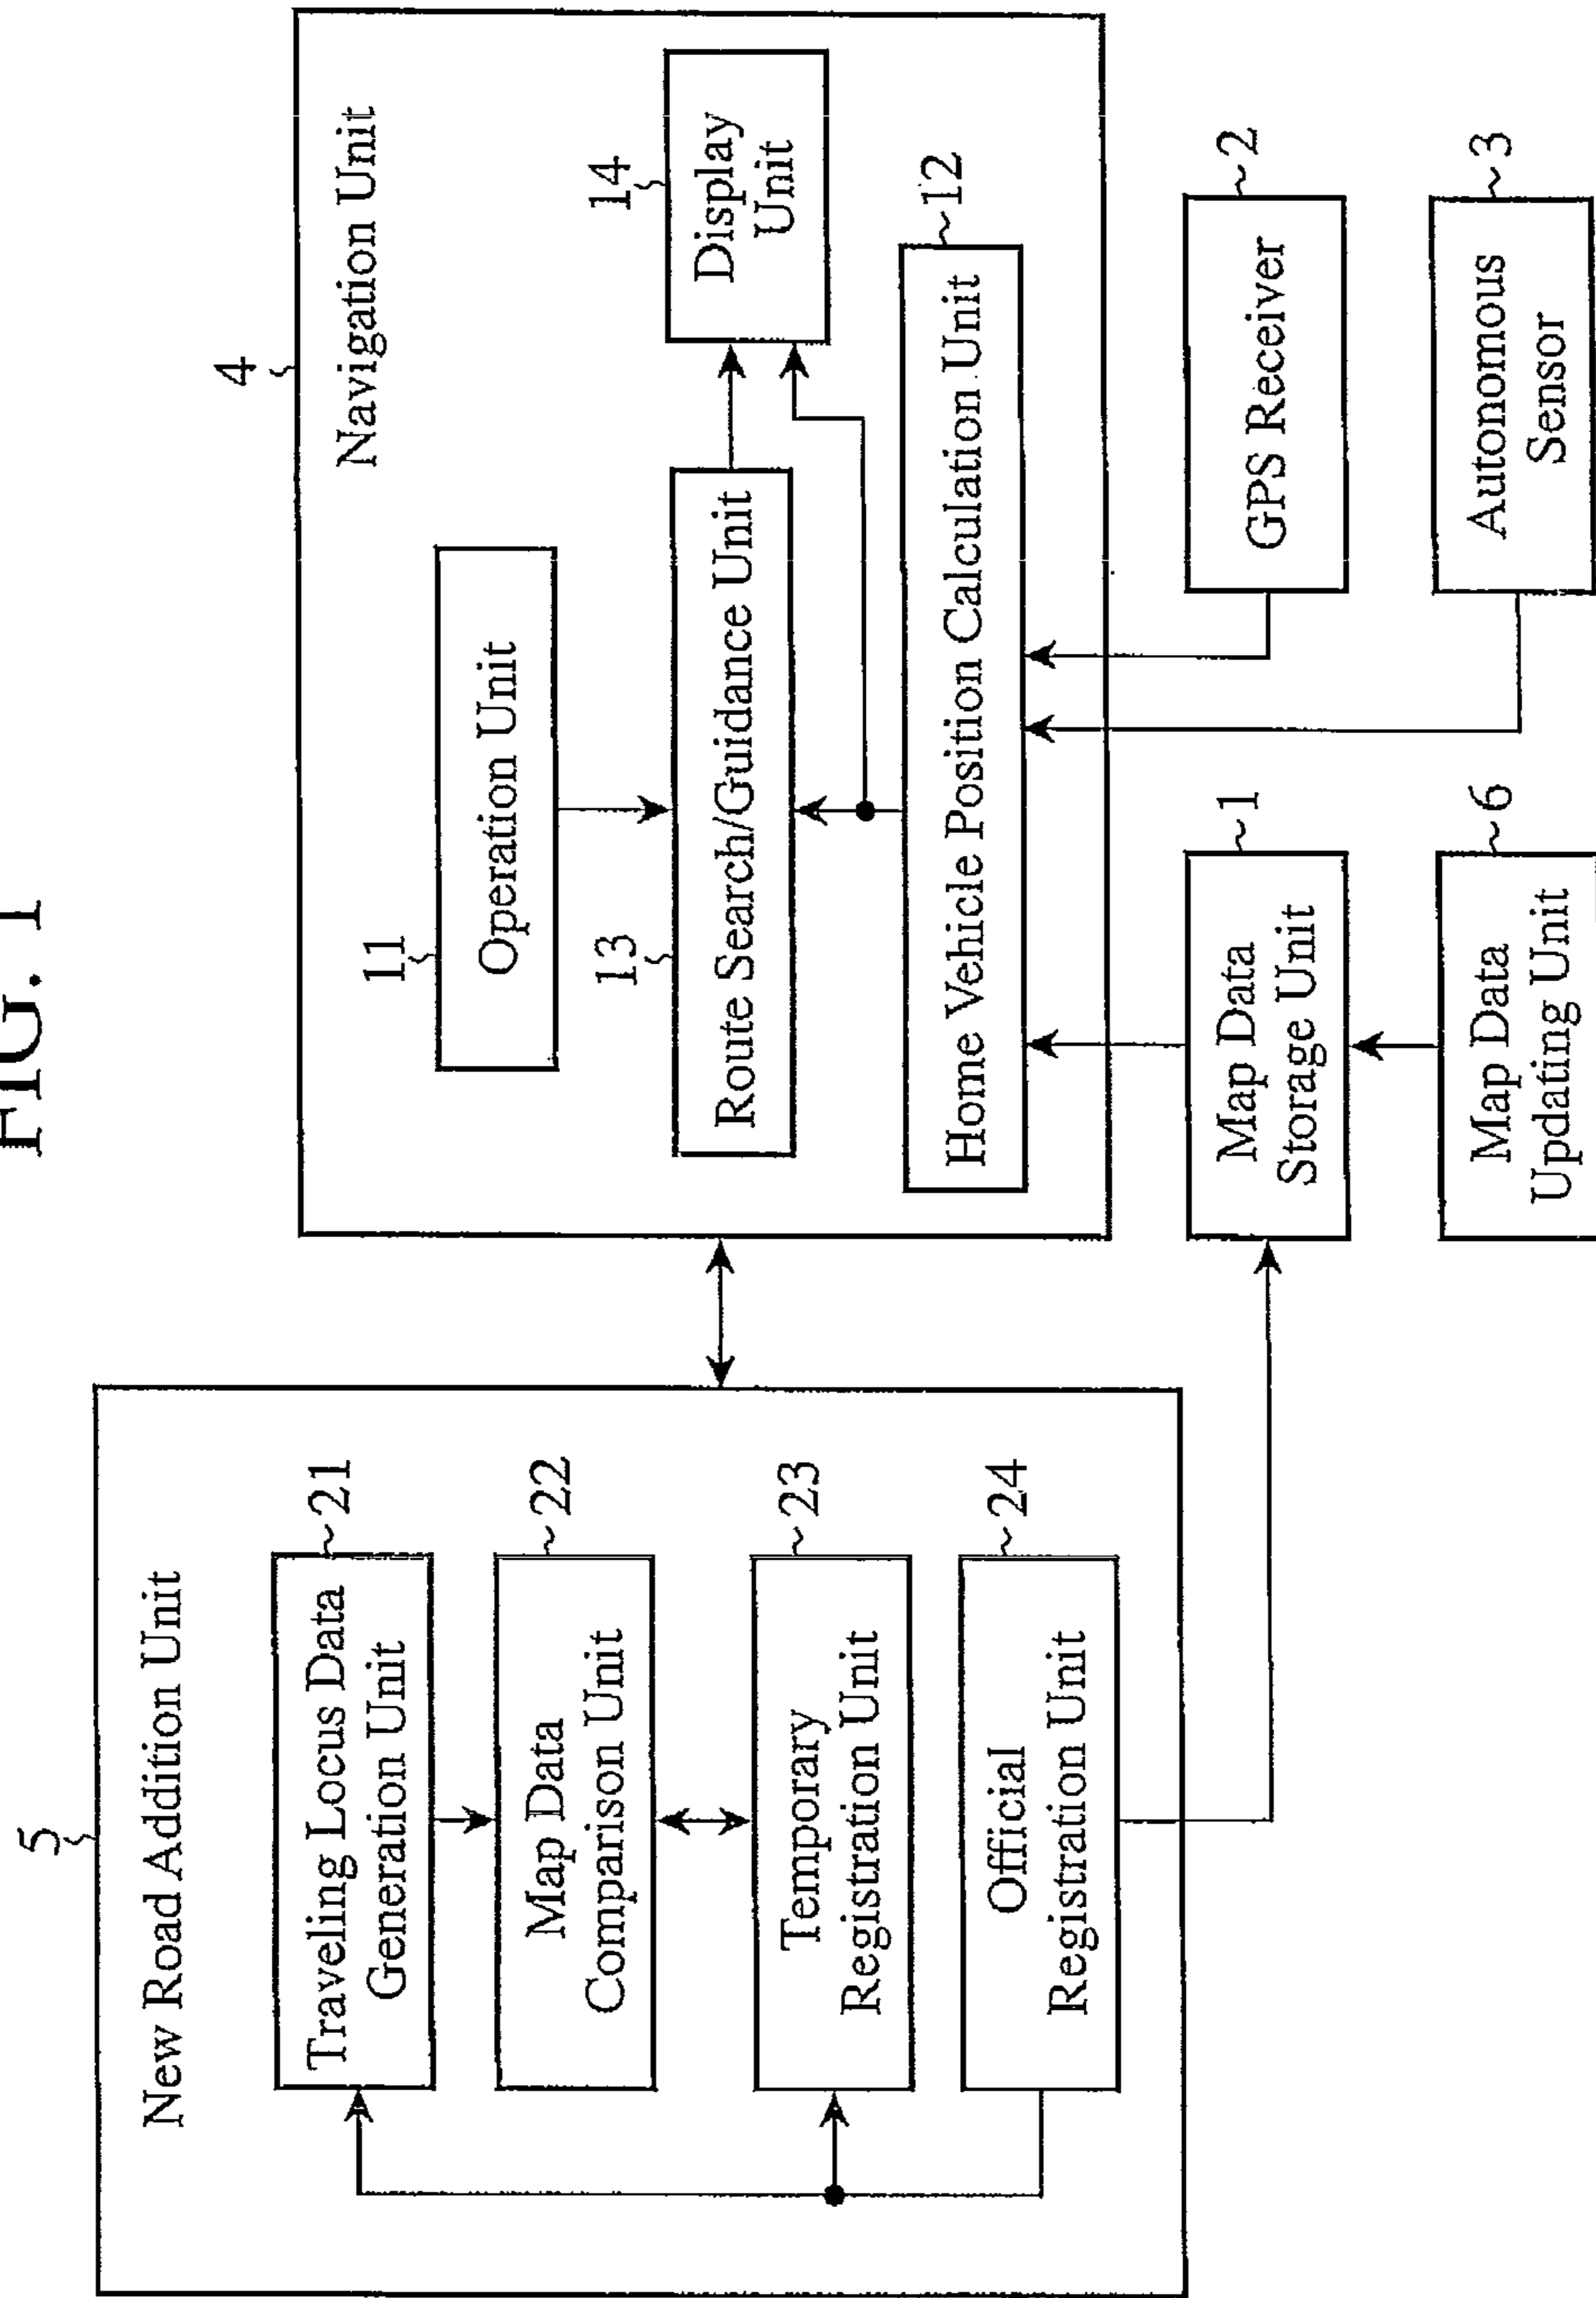 FIG. 1
5
New Road Addition Unit
Traveling Locus Data
Generation Unit
21
Map Data
Comparison Unit
22
Temporary
Registration Unit
23
Official
Registration Unit
24
4
Navigation Unit
11
Operation Unit
13
Route Search/Guidance Unit
14
Display
Unit
Home Vehicle Position Calculation Unit
12
Map Data
Storage Unit
1
GPS Receiver
2
Map Data
Updating Unit
6
Autonomous
Sensor
3